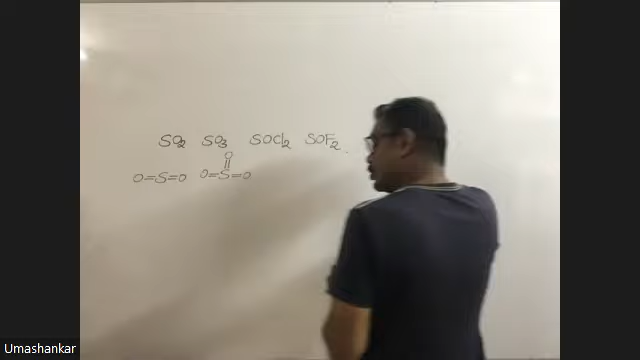 SO₂ SO₃ SOCl₂ SOF₂
O
||
O=S=O O=S=O
Umashankar